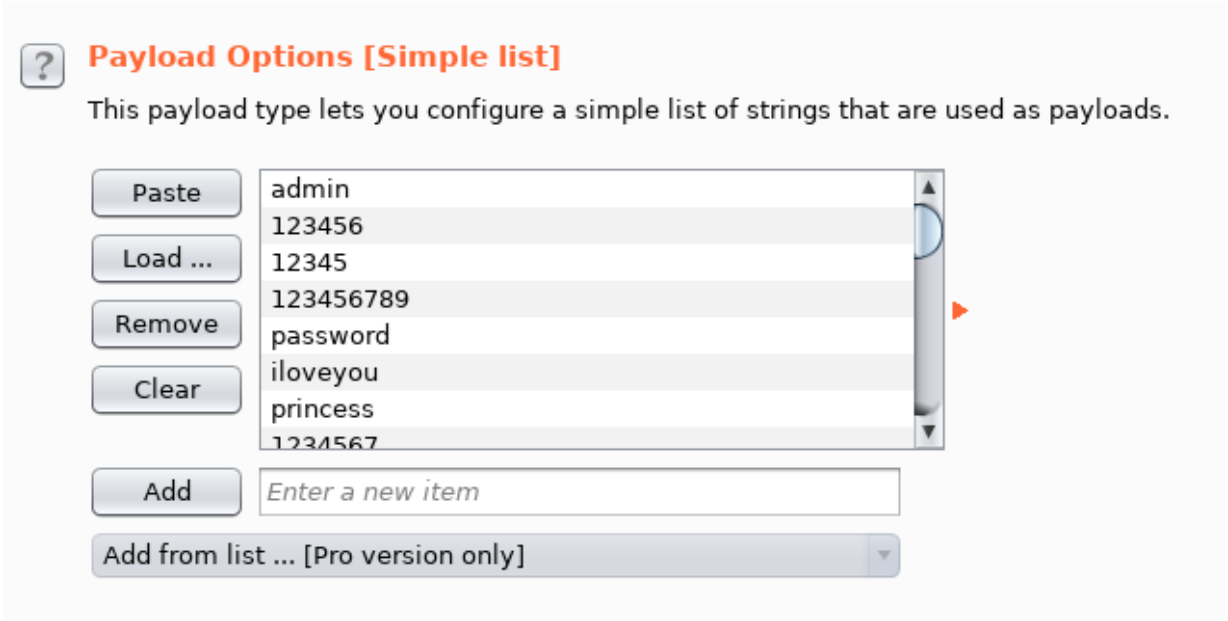 ?
Payload Options [Simple list]
This payload type lets you configure a simple list of strings that are used as payloads.
Paste
Load ...
Remove
Clear
admin
123456
12345
123456789
password
iloveyou
princess
1234567
Add
Enter a new item
Add from list ... [Pro version only]